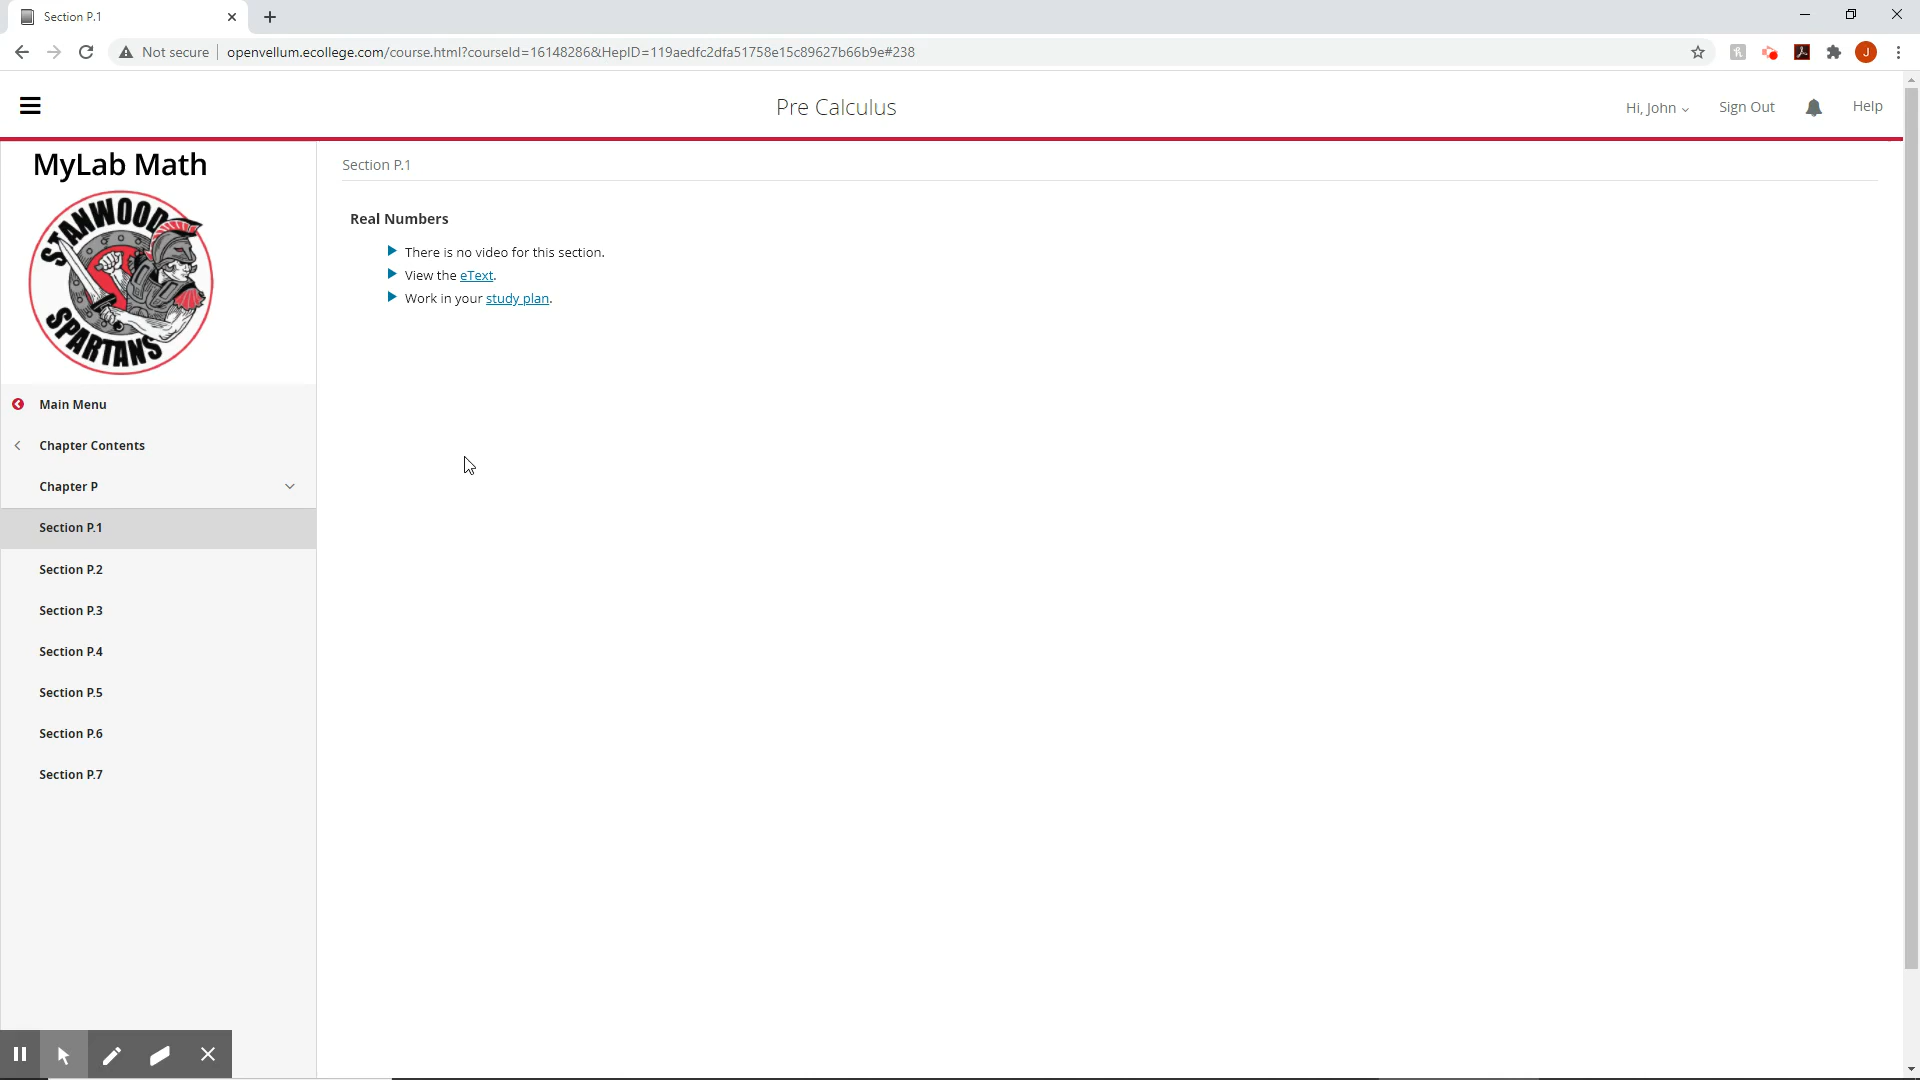 Section P.1
Not secure
openvellum.ecollege.com/course.html?courseId=16148286&HepID=119aedfc2dfa51758e15c89627b66b9e#238
J
Pre Calculus
Hi, John
Sign Out
Help
MyLab Math
STANWOOD
SPARTANS
Main Menu
Chapter Contents
Chapter P
Section P.1
Section P.2
Section P.3
Section P.4
Section P.5
Section P.6
Section P.7
Section P.1
Real Numbers
There is no video for this section.
View the eText.
Work in your study plan.